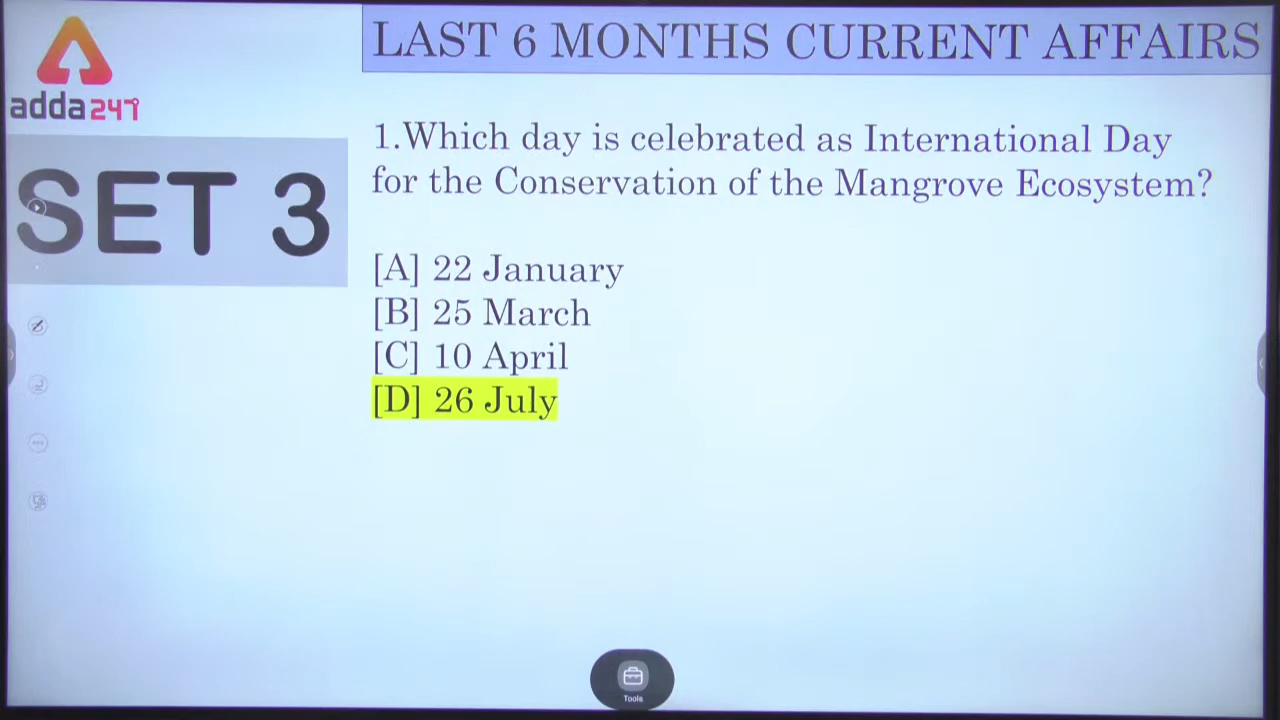 LAST 6 MONTHS CURRENT AFFAIRS
adda247
SET 3
1.Which day is celebrated as International Day
for the Conservation of the Mangrove Ecosystem?
[A] 22 January
[B] 25 March
[C] 10 April
[D] 26 July
Tools